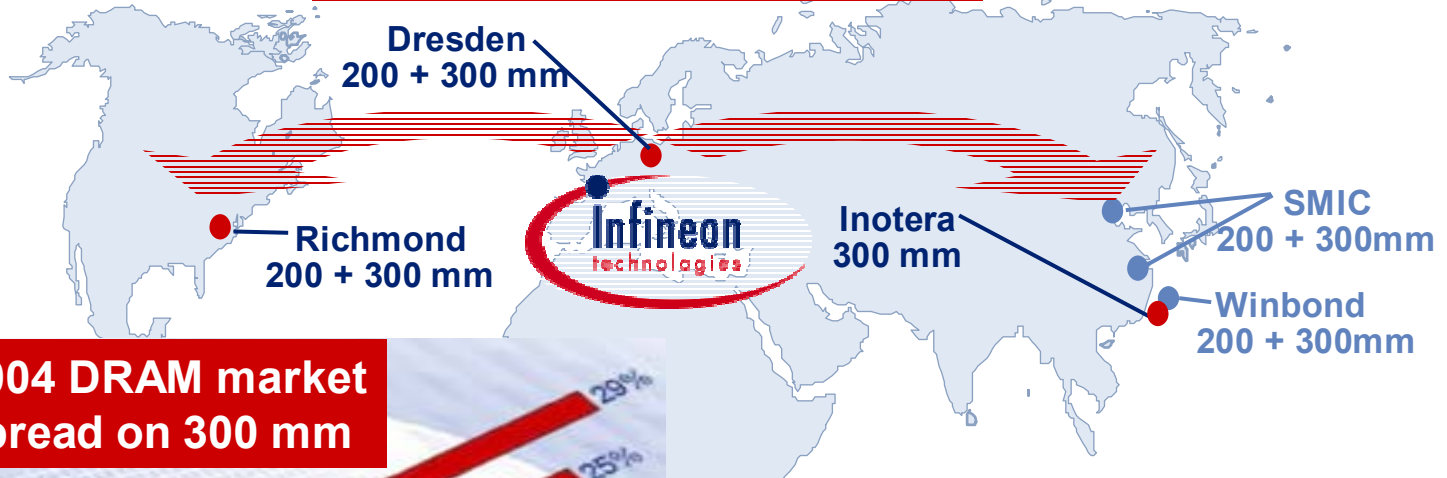 Dresden
200 + 300 mm
Richmond
200 + 300 mm
Infineon
technologies
Inotera
300 mm
SMIC
200 + 300mm
Winbond
200 + 300mm
004 DRAM market
pread on 300 mm
29%
25%